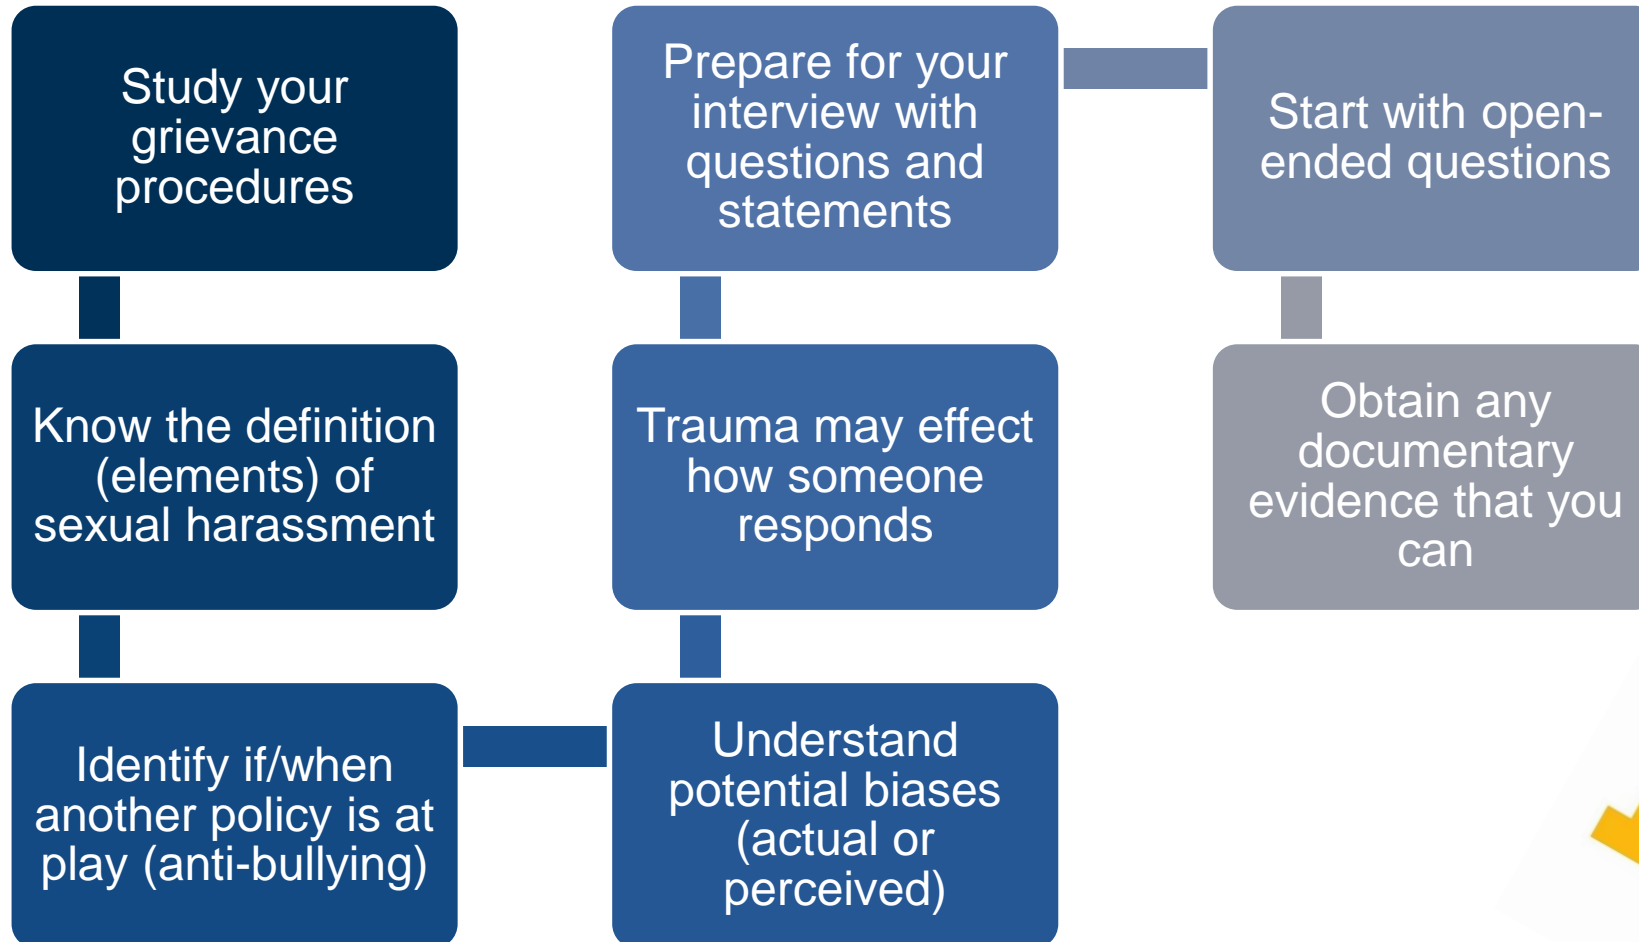 Study your
grievance
procedures
Know the definition
(elements) of
sexual harassment
Identify if/when
another policy is at
play (anti-bullying)
Understand
potential biases
(actual or
perceived)
Trauma may effect
how someone
responds
Prepare for your
interview with
questions and
statements
Start with open-
ended questions
Obtain any
documentary
evidence that you
can